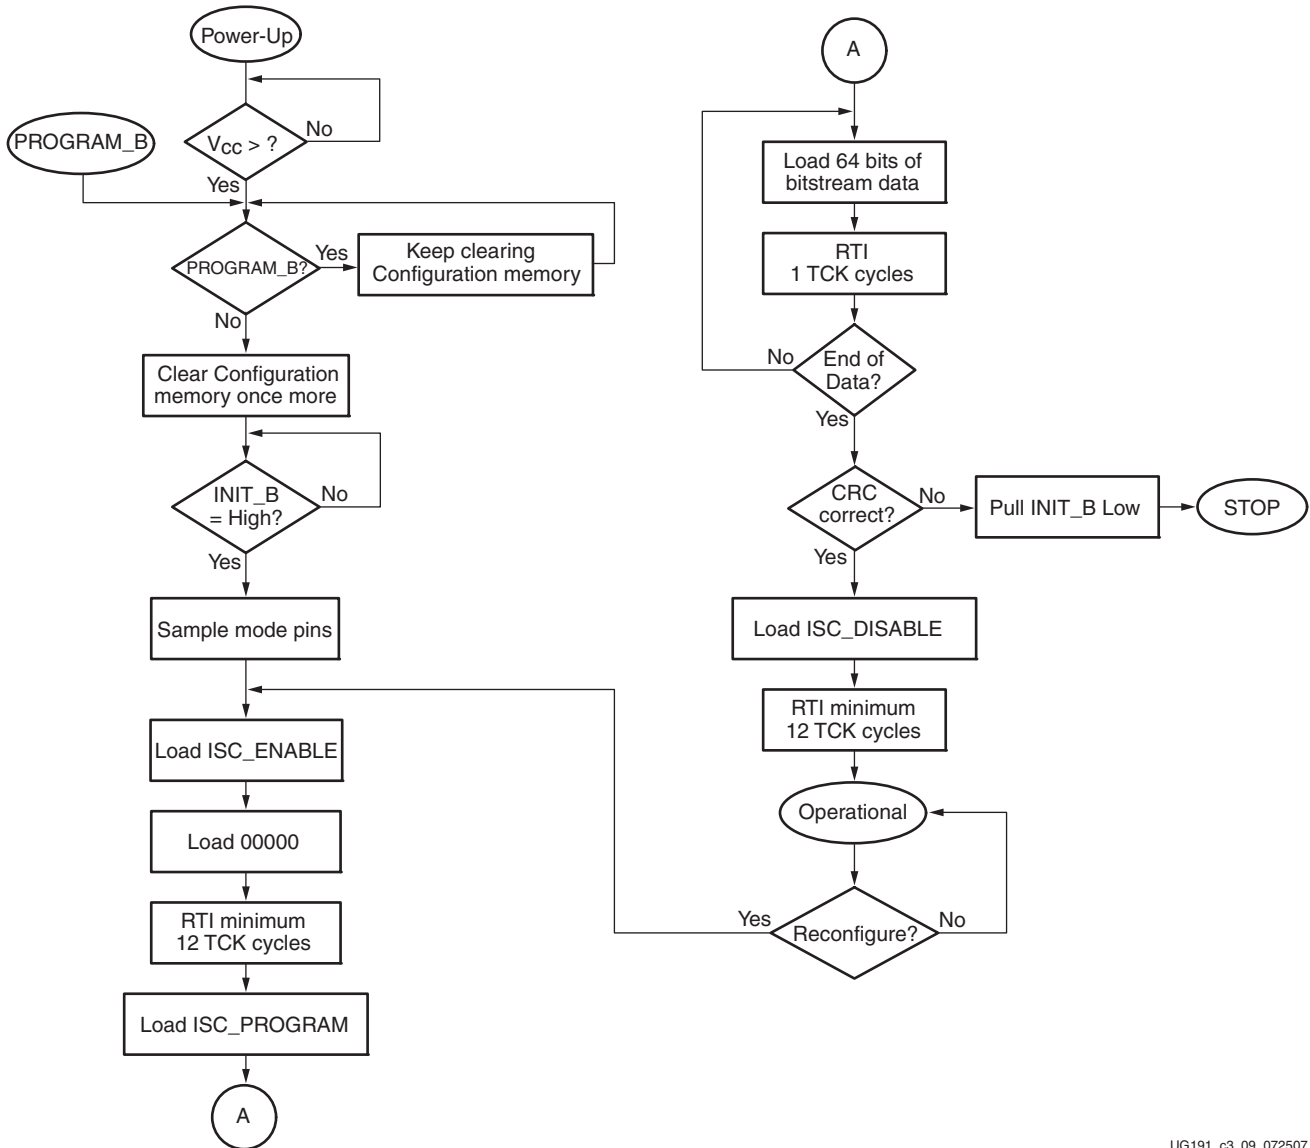 Power-Up
No
PROGRAM_B
VCC > ?
Yes
PROGRAM_B?
Yes
Keep clearing
Configuration memory
No
Clear Configuration
memory once more
INIT_B
= High?
No
Yes
Sample mode pins
Load ISC_ENABLE
Load 00000
RTI minimum
12 TCK cycles
Load ISC_PROGRAM
A
A
Load 64 bits of
bitstream data
RTI
1 TCK cycles
No
End of
Data?
Yes
CRC
correct?
No
Pull INIT_B Low
STOP
Yes
Load ISC_DISABLE
RTI minimum
12 TCK cycles
Operational
Yes
Reconfigure?
No
UG191_c3_09_072507